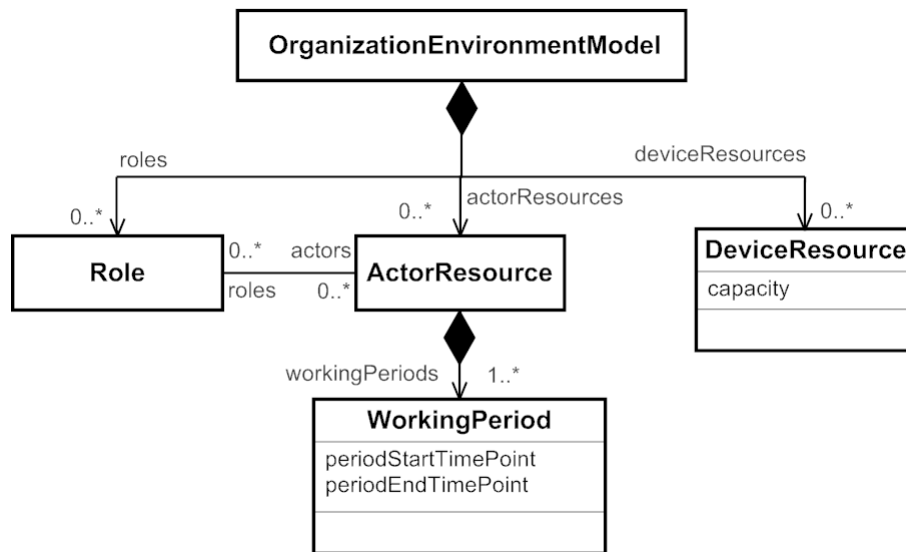 OrganizationEnvironmentModel
roles
deviceResources
actorResources
0..*
0..*
0..*
Role
0..*
actors
roles
0..*
ActorResource
DeviceResource
capacity
workingPeriods
1..*
WorkingPeriod
periodStartTimePoint
periodEndTimePoint